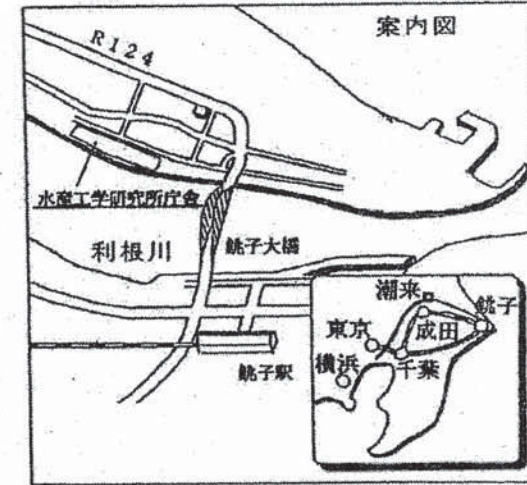 案内図
R124
水産工学研究所庁舎
利根川
銚子大橋
銚子駅
潮来
銚子
成田
東京
千葉
横浜